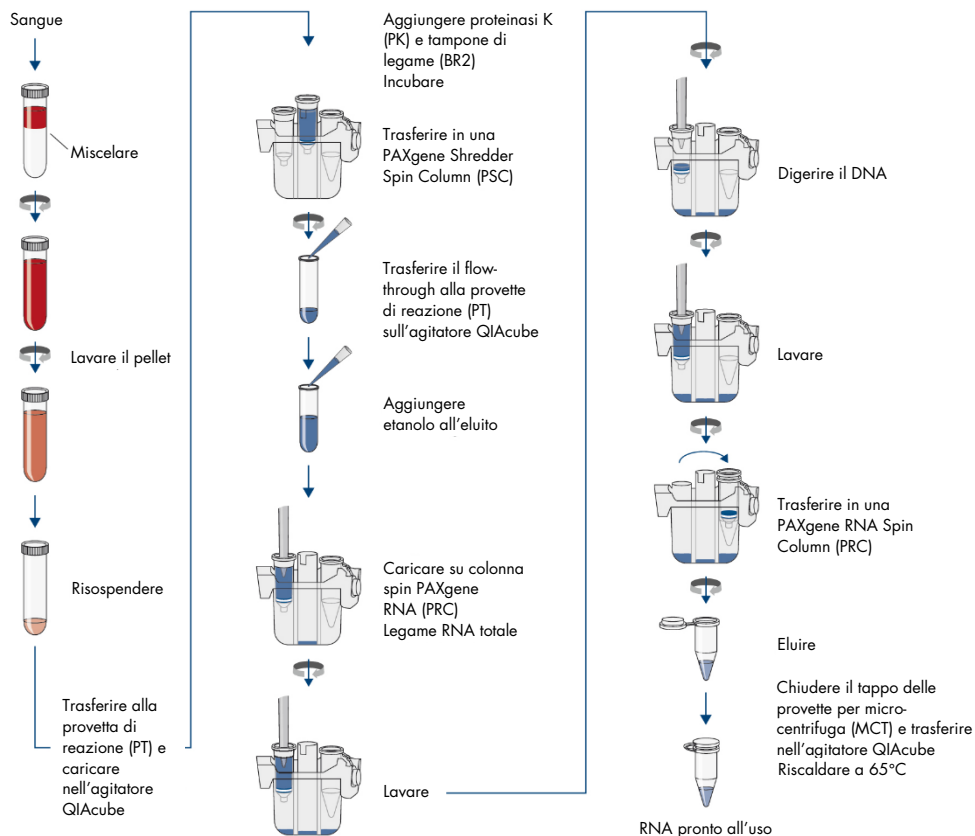 Sangue
Miscelare
Lavare il pellet
Risospendere
Trasferire alla
provetta di
reazione (PT) e
caricare
nell'agitatore
QIAcube
Aggiungere proteinasi K
(PK) e tampone di
legame (BR2)
Incubare
Trasferire in una
PAXgene Shredder
Spin Column (PSC)
Trasferire il flow-
through alla provette
di reazione (PT)
sull'agitatore QIAcube
Aggiungere
etanolo all'eluito
Caricare su colonna
spin PAXgene
RNA (PRC)
Legame RNA totale
Lavare
Digerire il DNA
Lavare
Trasferire in una
PAXgene RNA Spin
Column (PRC)
Eluire
Chiudere il tappo delle
provette per micro-
centrifuga (MCT) e trasferire
nell'agitatore QIAcube
Riscaldare a 65°C
RNA pronto all'uso